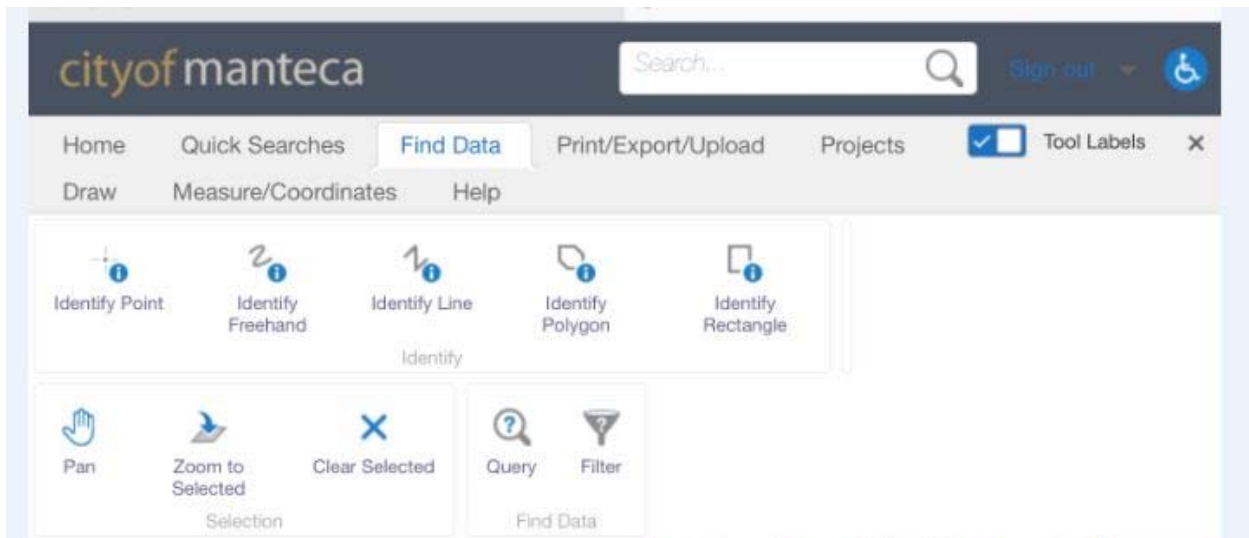 cityof manteca
Search...
Sign out
Home Quick Searches Find Data Print/Export/Upload Projects Tool Labels
Draw Measure/Coordinates Help
Identify Point Identify Identify Line Identify Identify
Freehand Polygon Rectangle
Identify
Pan Zoom to Clear Selected Query Filter
Selected
Selection Find Data